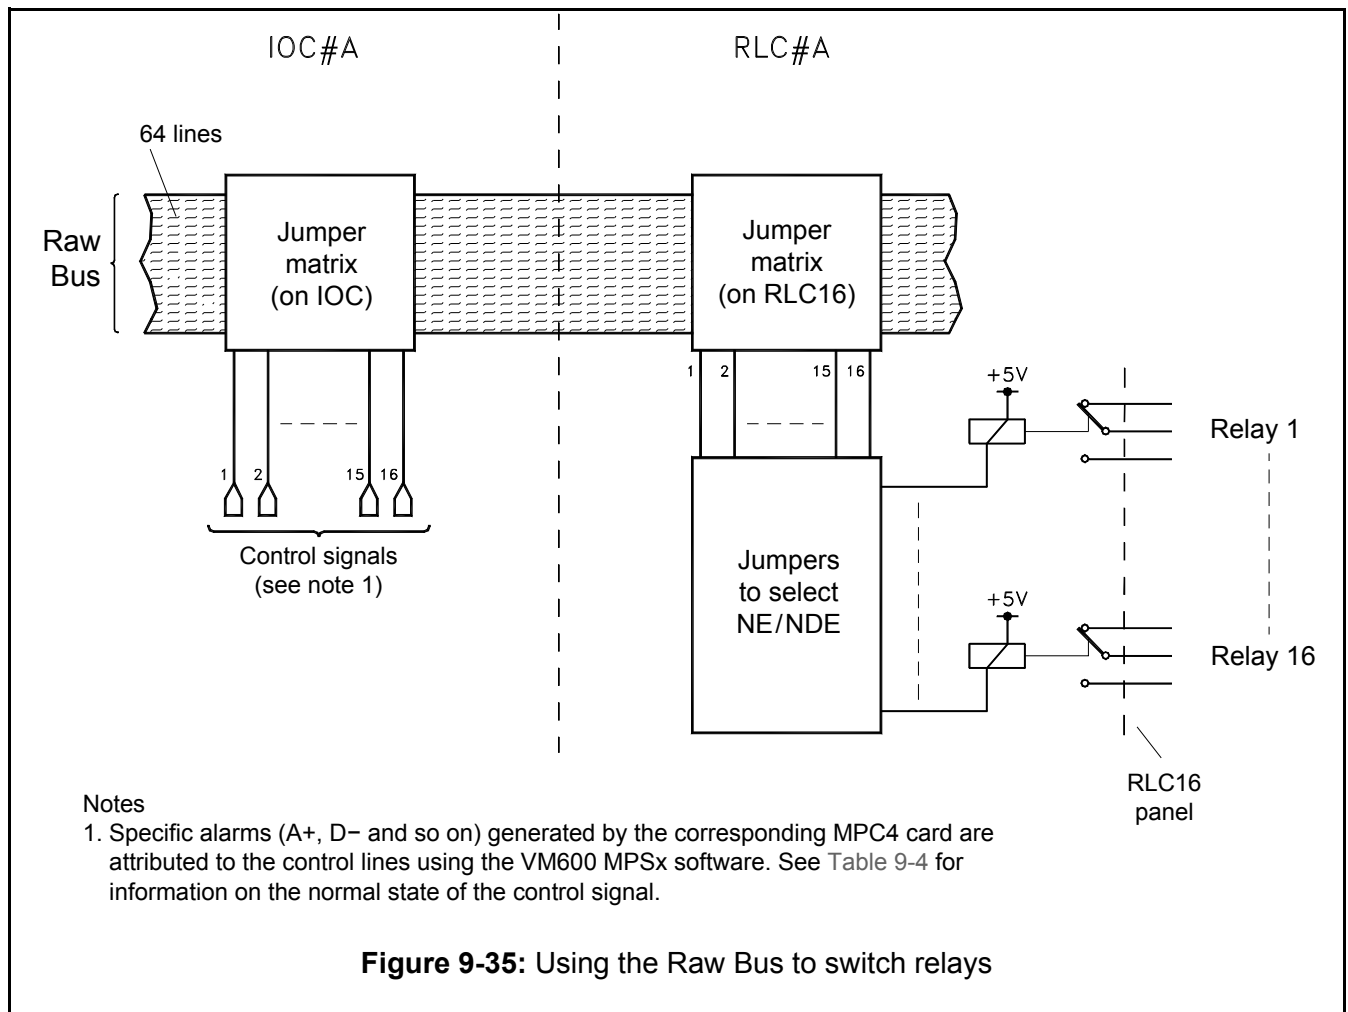 IOC#A
RLC#A
64 lines
Raw
Bus
Jumper
matrix
(on IOC)
Jumper
matrix
(on RLC16)
1
2
15
16
1
2
15
16
Control signals
(see note 1)
Jumpers
to select
NE/NDE
+5V
Relay 1
+5V
Relay 16
RLC16
panel
Notes
1. Specific alarms (A+, D− and so on) generated by the corresponding MPC4 card are
attributed to the control lines using the VM600 MPSx software. See Table 9-4 for
information on the normal state of the control signal.
Figure 9-35: Using the Raw Bus to switch relays